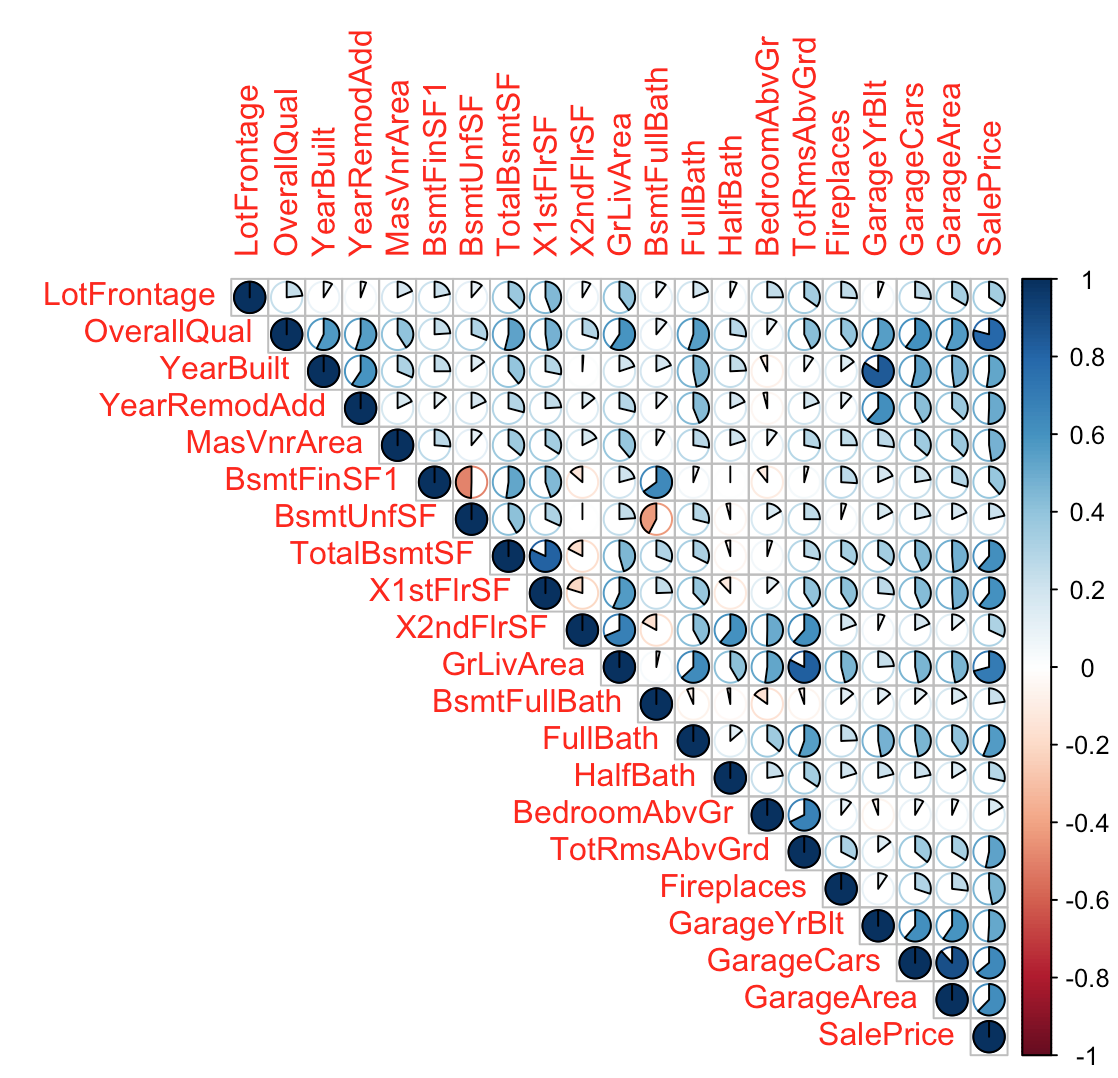 LotFrontage
OverallQual
YearBuilt
YearRemodAdd
MasVnrArea
BsmtFinSF1
BsmtUnfSF
TotalBsmtSF
X1stFlrSF
X2ndFlrSF
GrLivArea
BsmtFullBath
FullBath
HalfBath
BedroomAbvGr
TotRmsAbvGrd
Fireplaces
GarageYrBlt
GarageCars
GarageArea
SalePrice
LotFrontage
OverallQual
YearBuilt
YearRemodAdd
MasVnrArea
BsmtFinSF1
BsmtUnfSF
TotalBsmtSF
X1stFlrSF
X2ndFlrSF
GrLivArea
BsmtFullBath
FullBath
HalfBath
BedroomAbvGr
TotRmsAbvGrd
Fireplaces
GarageYrBlt
GarageCars
GarageArea
SalePrice
1
0.8
0.6
0.4
0.2
0
-0.2
-0.4
-0.6
-0.8
-1